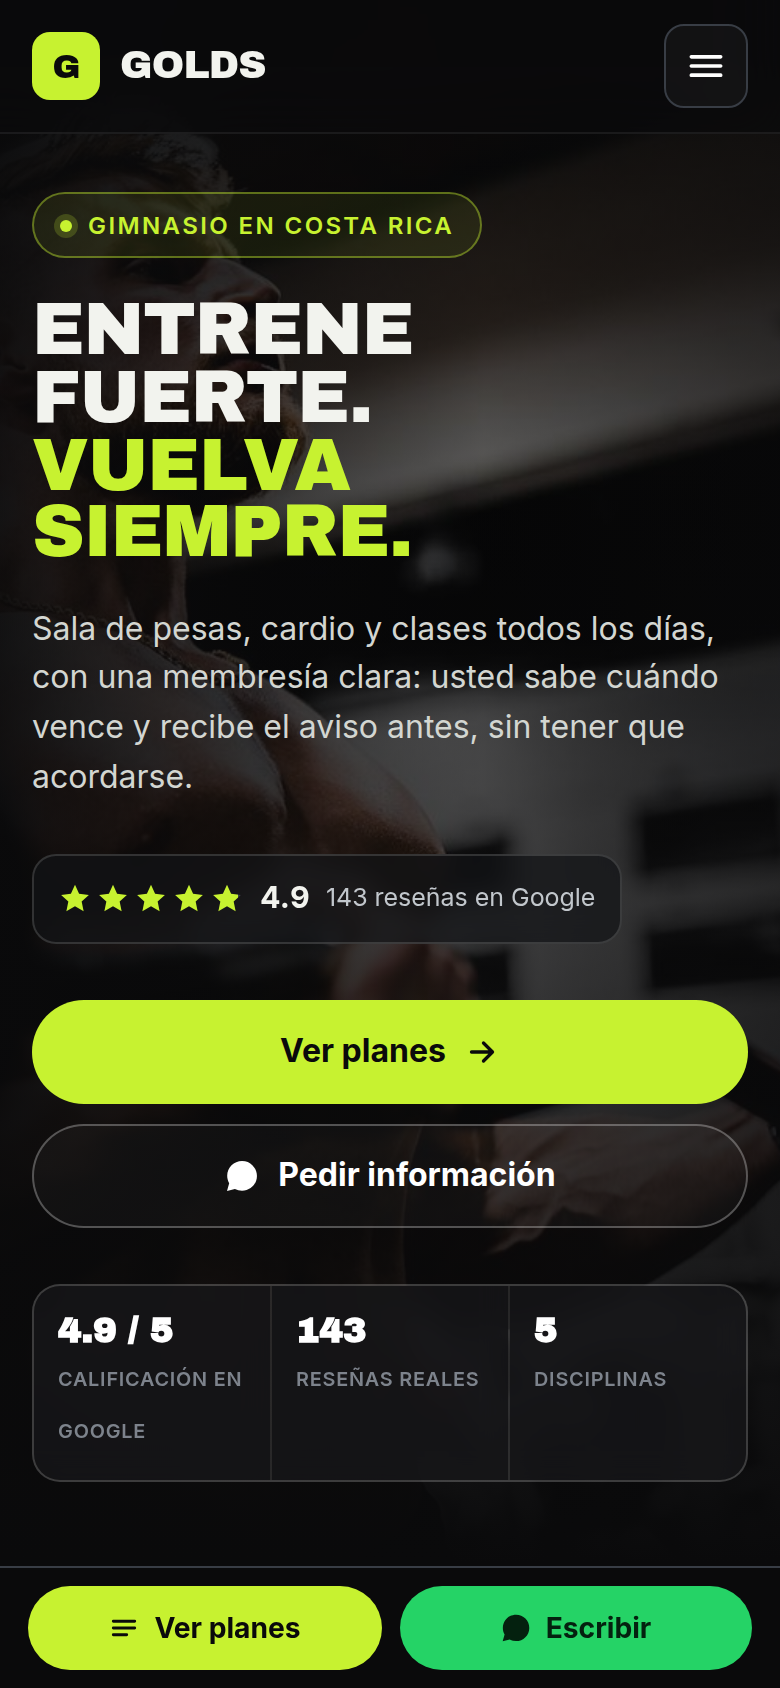 G GOLDS
GIMNASIO EN COSTA RICA
ENTRENE
FUERTE.
VUELVA
SIEMPRE.
Sala de pesas, cardio y clases todos los días,
con una membresía clara: usted sabe cuándo
vence y recibe el aviso antes, sin tener que
acordarse.
4.9 143 reseñas en Google
Ver planes
Pedir información
4.9 / 5
CALIFICACIÓN EN
GOOGLE
143
RESEÑAS REALES
5
DISCIPLINAS
Ver planes
Escribir